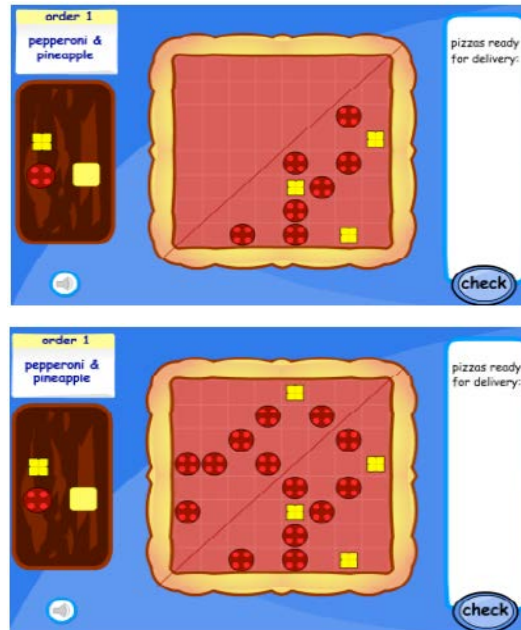 order 1
pepperoni &
pineapple
pizzas ready
for delivery:
check
order 1
pepperoni &
pineapple
pizzas ready
for delivery:
check